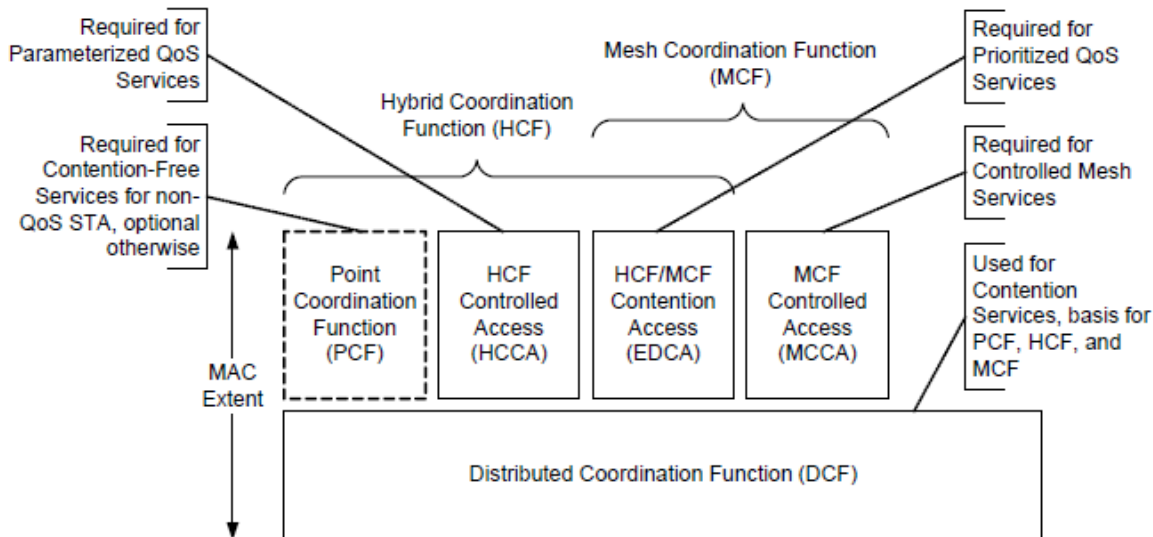 Required for
Parameterized QoS
Services
Mesh Coordination Function
(MCF)
Required for
Prioritized QoS
Services
Hybrid Coordination
Function (HCF)
Required for
Contention-Free
Services for non-
QoS STA, optional
otherwise
Required for
Controlled Mesh
Services
Point
Coordination
Function
(PCF)
HCF
Controlled
Access
(HCCA)
HCF/MCF
Contention
Access
(EDCA)
MCF
Controlled
Access
(MCCA)
Used for
Contention
Services, basis for
PCF, HCF, and
MCF
MAC
Extent
Distributed Coordination Function (DCF)